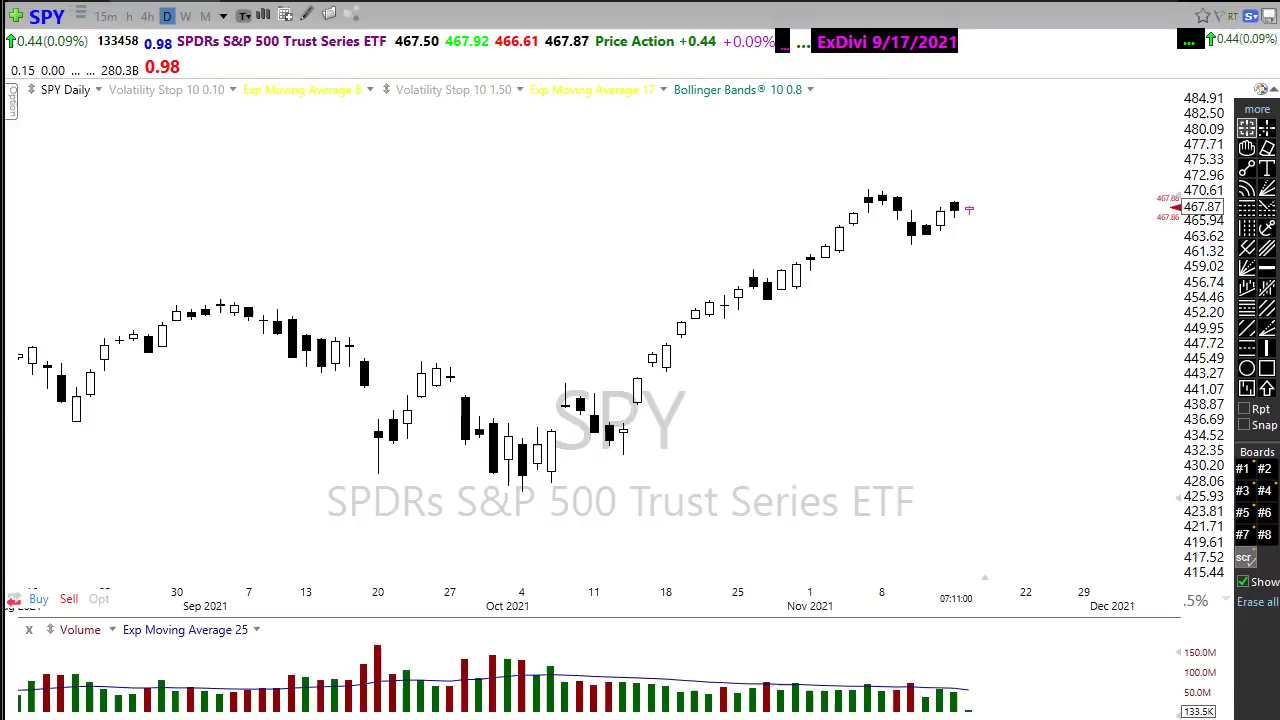 SPY 15m h 4h D W M T RT S
0.44(0.09%) 133458 0.98 SPDRs S&P 500 Trust Series ETF 467.50 467.92 466.61 467.87 Price Action +0.44 +0.09% ... ExDivi 9/17/2021 ... 0.44(0.09%)
0.15 0.00 ... ... 280.3B 0.98
Option
SPY Daily Volatility Stop 10 0.10 Exp Moving Average 8 Volatility Stop 10 1.50 Exp Moving Average 17 Bollinger Bands® 10 0.8
484.91
482.50
480.09
477.71
475.33
472.96
470.61
467.88
467.87
467.86
465.94
463.62
461.32
459.02
456.74
454.46
452.20
449.95
447.72
445.49
443.27
441.07
438.87
436.69
434.52
432.35
430.20
428.06
425.93
423.81
421.71
419.61
417.52
415.44
more
Rpt
Snap
Boards
#1 #2
#3 #4
#5 #6
#7 #8
scr
Show
Erase all
SPY
SPDRs S&P 500 Trust Series ETF
30 7 13 20 27 11 18 25 1 8 07:11:00 22 29
Buy Sell Opt
Sep 2021 Oct 2021 Nov 2021 Dec 2021
.5%
X Volume Exp Moving Average 25
150.0M
100.0M
50.0M
133.5K